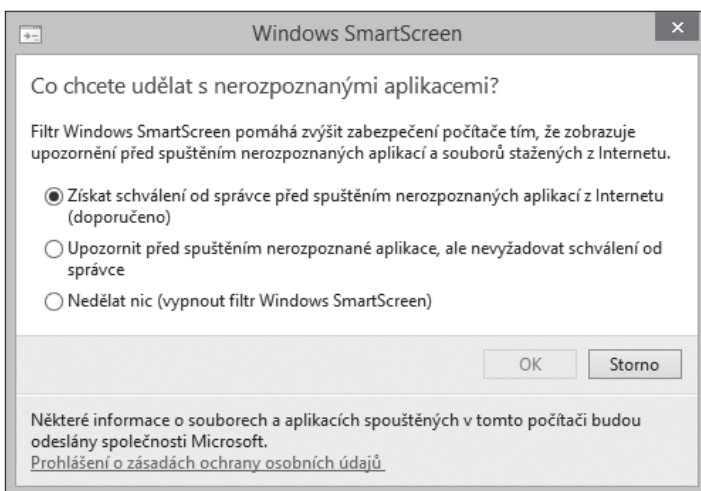 Windows SmartScreen
Co chcete udělat s nerozpoznanými aplikacemi?
Filtr Windows SmartScreen pomáhá zvýšit zabezpečení počítače tím, že zobrazuje
upozornění před spuštěním nerozpoznaných aplikací a souborů stažených z Internetu.
Získat schválení od správce před spuštěním nerozpoznaných aplikací z Internetu
(doporučeno)
Upozornit před spuštěním nerozpoznané aplikace, ale nevyžadovat schválení od
správce
Nedělat nic (vypnout filtr Windows SmartScreen)
OK Storno
Některé informace o souborech a aplikacích spouštěných v tomto počítači budou
odeslány společnosti Microsoft.
Prohlášení o zásadách ochrany osobních údajů